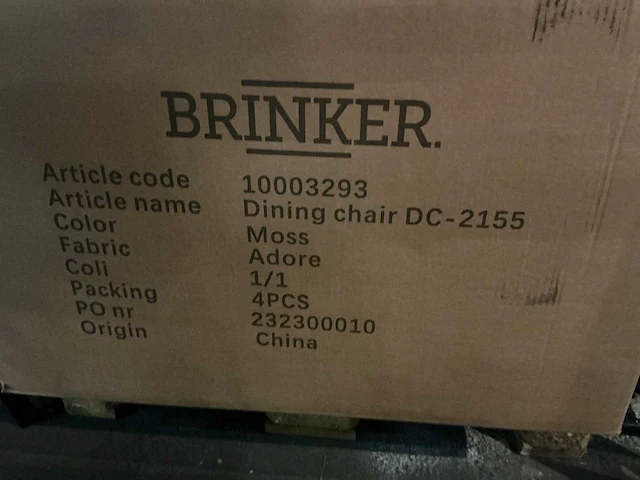 BRINKER.
Article code 10003293
Article name Dining chair DC-2155
Color Moss
Fabric Adore
Coli 1/1
Packing 4PCS
PO nr 232300010
Origin China